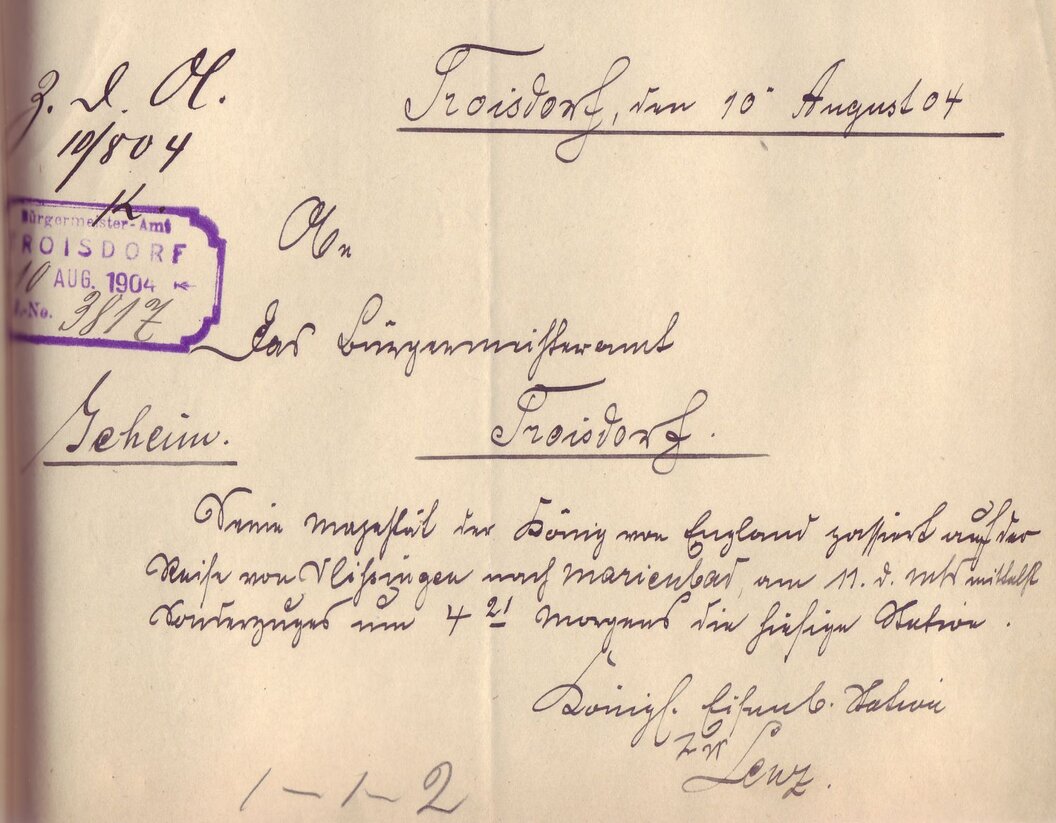 z. d. A.
10/8 04
K.
Bürgermeister-Amt
TROISDORF
10 AUG. 1904
J.-No. 3817
Troisdorf, den 10. August 04
An
das Bürgermeisteramt
Geheim.
Troisdorf.
Seine Majestät der König von England passiert auf der
Reise von Vlissingen nach Marienbad, am 11. d. Mts mittelst
Sonderzuges um 4 21 Morgens die hiesige Station.
Königl. Eisenb. Station
Lenz.
1-1-2